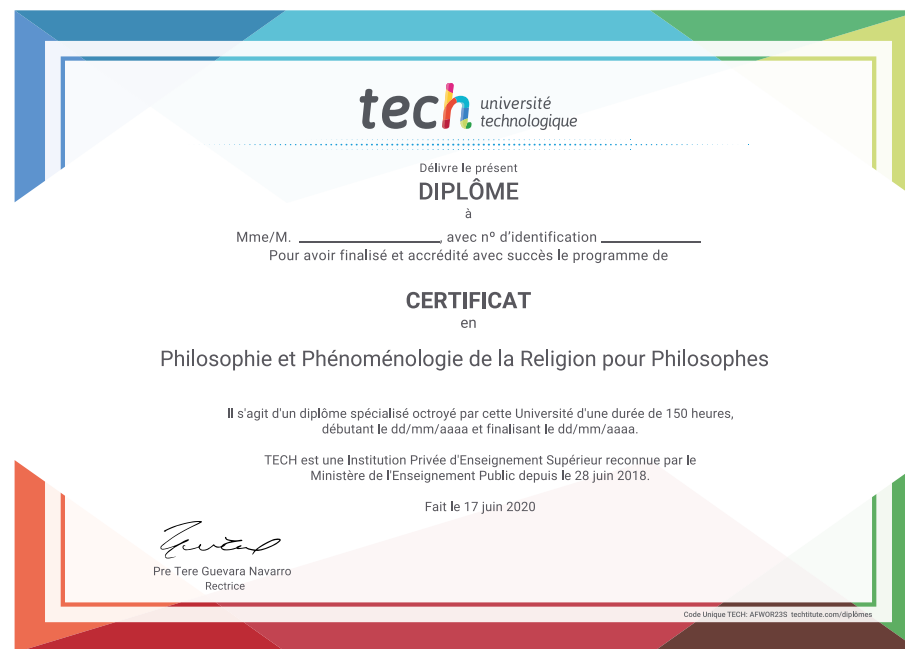 tech université
technologique
Délivre le présent
DIPLÔME
à
Mme/M. ____________________, avec nº d'identification ______________
Pour avoir finalisé et accrédité avec succès le programme de
CERTIFICAT
en
Philosophie et Phénoménologie de la Religion pour Philosophes
Il s'agit d'un diplôme spécialisé octroyé par cette Université d'une durée de 150 heures,
débutant le dd/mm/aaaa et finalisant le dd/mm/aaaa.
TECH est une Institution Privée d'Enseignement Supérieur reconnue par le
Ministère de l'Enseignement Public depuis le 28 juin 2018.
Fait le 17 juin 2020
Pre Tere Guevara Navarro
Rectrice
Code Unique TECH: AFWOR23S techtitute.com/diplômes